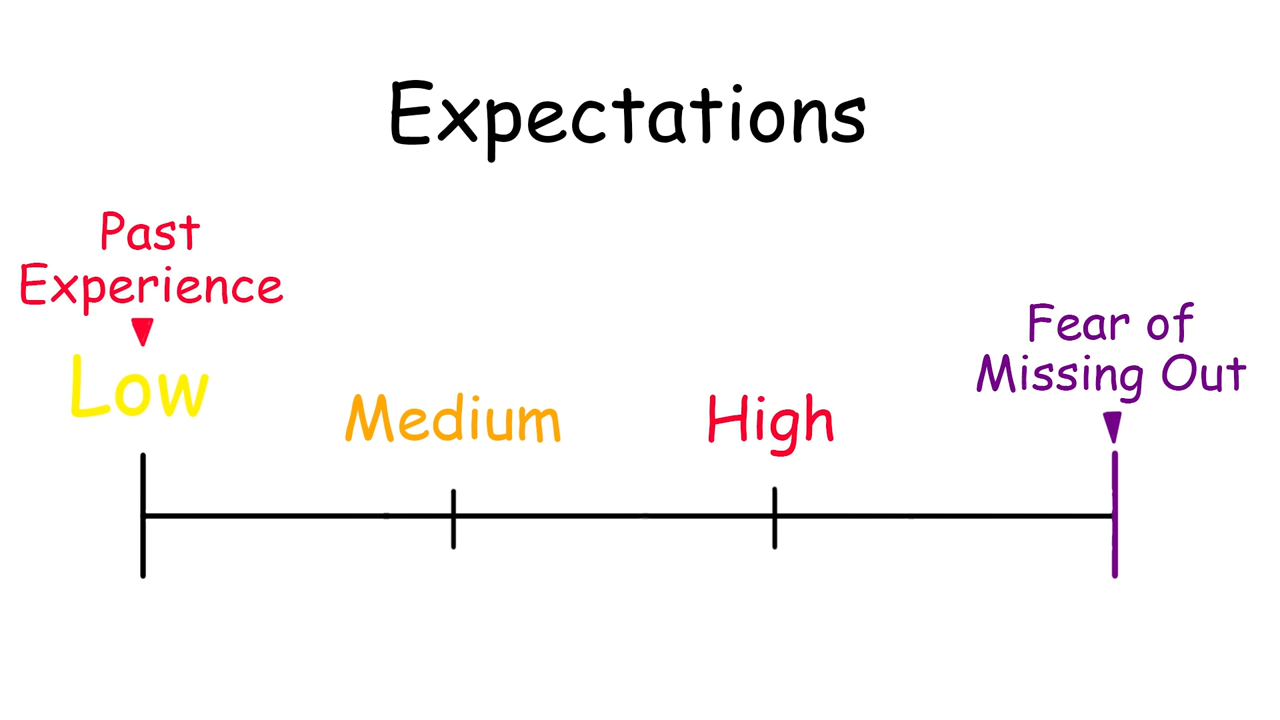 Expectations
Past
Experience
Low
Medium
High
Fear of
Missing Out